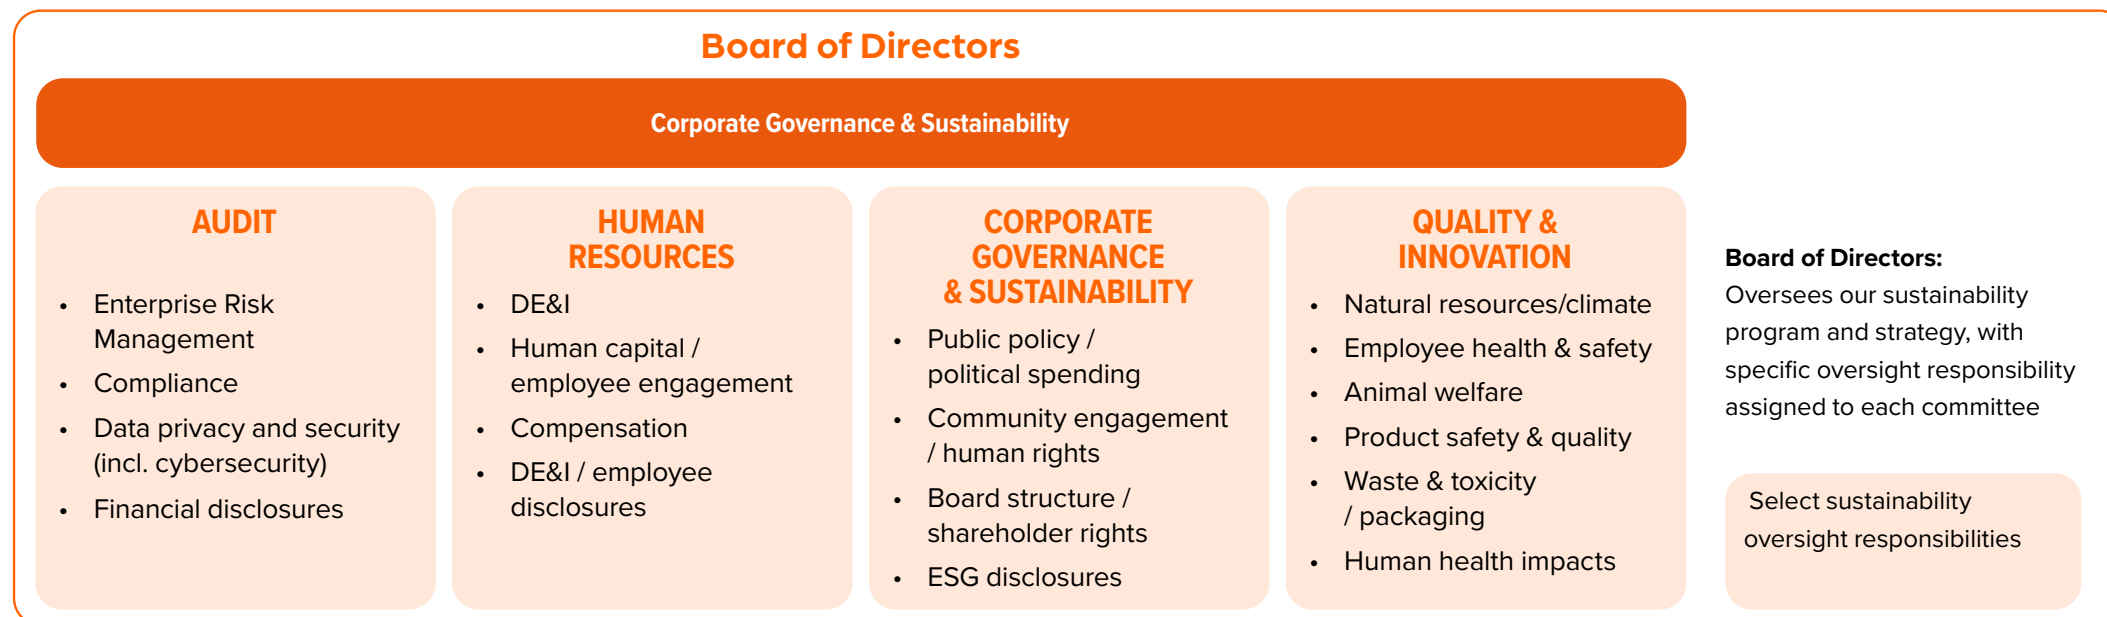 Board of Directors
Corporate Governance & Sustainability
AUDIT
• Enterprise Risk
Management
• Compliance
• Data privacy and security
(incl. cybersecurity)
• Financial disclosures
HUMAN
RESOURCES
• DE&I
• Human capital /
employee engagement
• Compensation
• DE&I / employee
disclosures
CORPORATE
GOVERNANCE
& SUSTAINABILITY
• Public policy /
political spending
• Community engagement
/ human rights
• Board structure /
shareholder rights
• ESG disclosures
QUALITY &
INNOVATION
• Natural resources/climate
• Employee health & safety
• Animal welfare
• Product safety & quality
• Waste & toxicity
/ packaging
• Human health impacts
Board of Directors:
Oversees our sustainability
program and strategy, with
specific oversight responsibility
assigned to each committee
Select sustainability
oversight responsibilities